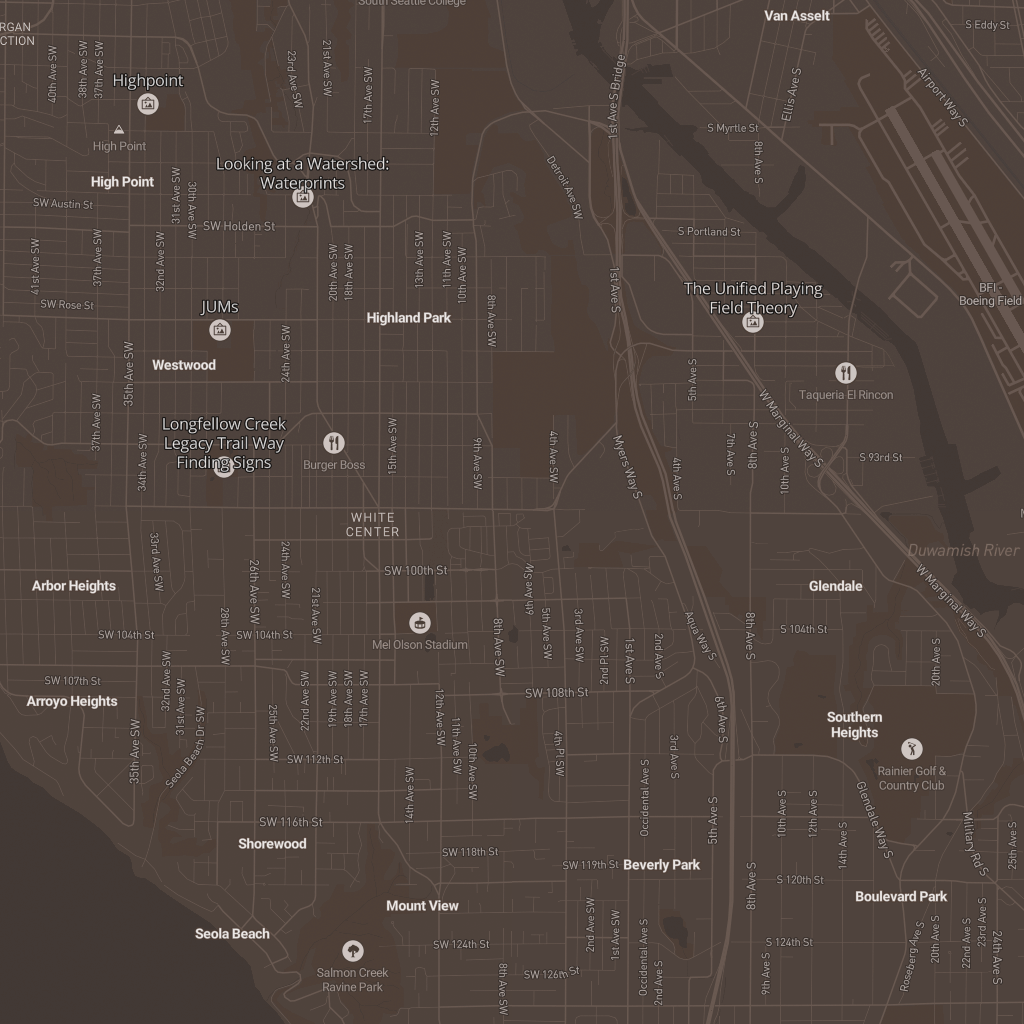 South Seattle College
Van Asselt
S Eddy St
RGAN
CTION
40th Ave SW
38th Ave SW
37th Ave SW
23rd Ave SW
21st Ave SW
17th Ave SW
12th Ave SW
1st Ave S Bridge
Ellis Ave S
Airport Way S
Highpoint
High Point
S Myrtle St
8th Ave S
Looking at a Watershed:
Waterprints
High Point
Detroit Ave SW
31st Ave SW
30th Ave SW
SW Austin St
SW Holden St
S Portland St
41st Ave SW
37th Ave SW
32nd Ave SW
20th Ave SW
18th Ave SW
13th Ave SW
11th Ave SW
10th Ave SW
1st Ave S
The Unified Playing
Field Theory
BFI -
Boeing Field
SW Rose St
JUMs
Highland Park
8th Ave SW
24th Ave SW
Westwood
35th Ave SW
5th Ave S
Taqueria El Rincon
W Marginal Way S
37th Ave SW
Longfellow Creek
Legacy Trail Way
Finding Signs
34th Ave SW
Burger Boss
15th Ave SW
9th Ave SW
4th Ave SW
Myers Way S
4th Ave S
7th Ave S
8th Ave S
10th Ave S
S 93rd St
WHITE
CENTER
Duwamish River
33rd Ave SW
24th Ave SW
26th Ave SW
SW 100th St
6th Ave SW
Arbor Heights
Glendale
W Marginal Way S
21st Ave SW
28th Ave SW
SW 104th St
SW 104th St
Mel Olson Stadium
8th Ave SW
5th Ave SW
3rd Ave SW
2nd Pl SW
1st Ave S
2nd Ave S
Aqua Way S
8th Ave S
S 104th St
20th Ave S
SW 107th St
Arroyo Heights
32nd Ave SW
31st Ave SW
22nd Ave SW
19th Ave SW
18th Ave SW
17th Ave SW
SW 108th St
6th Ave S
Southern
Heights
35th Ave SW
Seola Beach Dr SW
25th Ave SW
12th Ave SW
11th Ave SW
10th Ave SW
4th Pl SW
3rd Ave S
SW 112th St
Rainier Golf &
Country Club
14th Ave SW
Occidental Ave S
5th Ave S
10th Ave S
12th Ave S
14th Ave S
Glendale Way S
Military Rd S
25th Ave S
SW 116th St
Shorewood
SW 118th St
SW 119th St
Beverly Park
8th Ave S
S 120th St
Boulevard Park
Mount View
Seola Beach
SW 124th St
2nd Ave SW
1st Ave SW
Occidental Ave S
S 124th St
Roseberg Ave S
20th Ave S
22nd Ave S
23rd Ave S
24th Ave S
Salmon Creek
Ravine Park
8th Ave SW
SW 126th St
2nd Ave S
9th Ave S